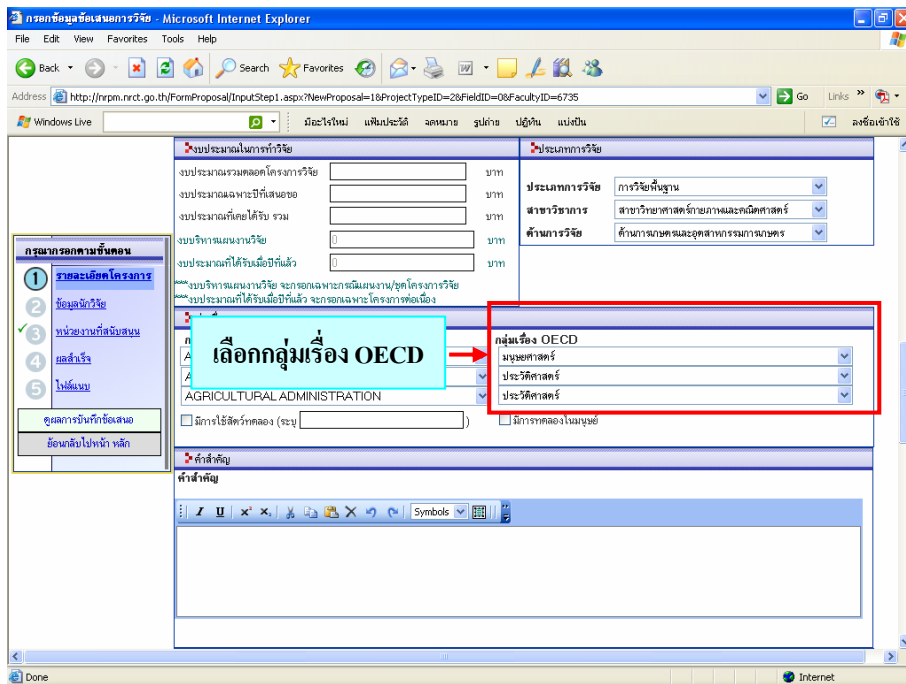 กรอกข้อมูลข้อเสนอการวิจัย - Microsoft Internet Explorer
File Edit View Favorites Tools Help
Back Search Favorites
Address http://nrpm.nrct.go.th/FormProposal/InputStep1.aspx?NewProposal=1&ProjectTypeID=2&FieldID=0&FacultyID=6735 Go Links
Windows Live มีอะไรใหม่ แฟ้มประวัติ จดหมาย รูปถ่าย ปฏิทิน แบ่งปัน ลงชื่อเข้าใช้
งบประมาณในการทำวิจัย
งบประมาณรวมตลอดโครงการวิจัย บาท
งบประมาณเฉพาะปีที่เสนอขอ บาท
งบประมาณที่เคยได้รับ รวม บาท
งบบริหารแผนงานวิจัย 0 บาท
งบประมาณที่ได้รับเมื่อปีที่แล้ว 0 บาท
***งบบริหารแผนงานวิจัย จะกรอกเฉพาะกรณีแผนงาน/ชุดโครงการวิจัย
***งบประมาณที่ได้รับเมื่อปีที่แล้ว จะกรอกเฉพาะโครงการต่อเนื่อง
ประเภทการวิจัย
ประเภทการวิจัย การวิจัยพื้นฐาน
สาขาวิชาการ สาขาวิทยาศาสตร์กายภาพและคณิตศาสตร์
ด้านการวิจัย ด้านการเกษตรและอุตสาหกรรมการเกษตร
กรุณากรอกตามขั้นตอน
1 รายละเอียดโครงการ
2 ข้อมูลนักวิจัย
3 หน่วยงานที่สนับสนุน
4 ผลสำเร็จ
5 ไฟล์แนบ
ดูผลการบันทึกข้อเสนอ
ย้อนกลับไปหน้า หลัก
เลือกกลุ่มเรื่อง OECD
กลุ่มเรื่อง OECD
มนุษยศาสตร์
ประวัติศาสตร์
ประวัติศาสตร์
AGRICULTURAL ADMINISTRATION
มีการใช้สัตว์ทดลอง (ระบุ )
มีการทดลองในมนุษย์
คำสำคัญ
คำสำคัญ
I U x² x, Symbols
Done Internet